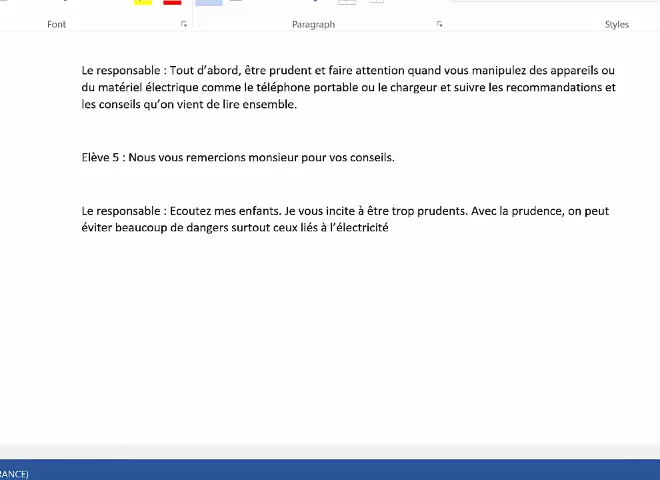 Font
Paragraph
Styles
Le responsable : Tout d’abord, être prudent et faire attention quand vous manipulez des appareils ou
du matériel électrique comme le téléphone portable ou le chargeur et suivre les recommandations et
les conseils qu’on vient de lire ensemble.
Elève 5 : Nous vous remercions monsieur pour vos conseils.
Le responsable : Ecoutez mes enfants. Je vous incite à être trop prudents. Avec la prudence, on peut
éviter beaucoup de dangers surtout ceux liés à l’électricité
RANCE)